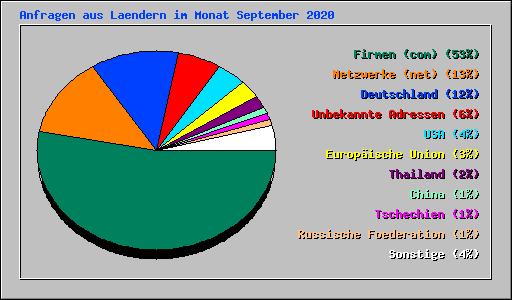 Anfragen aus Laendern im Monat September 2020
Firmen (com) (53%)
Netzwerke (net) (13%)
Deutschland (12%)
Unbekannte Adressen (6%)
USA (4%)
Europäische Union (3%)
Thailand (2%)
China (1%)
Tschechien (1%)
Russische Foederation (1%)
Sonstige (4%)